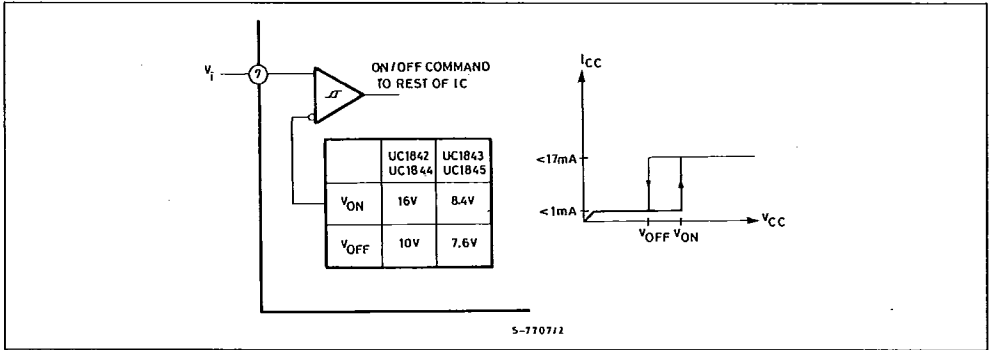 Vi
7
ON/OFF COMMAND
TO REST OF IC
UC1842 UC1843
UC1844 UC1845
VON 16V 8.4V
VOFF 10V 7.6V
ICC
<17mA
<1mA
VOFF VON
VCC
S-7707/2